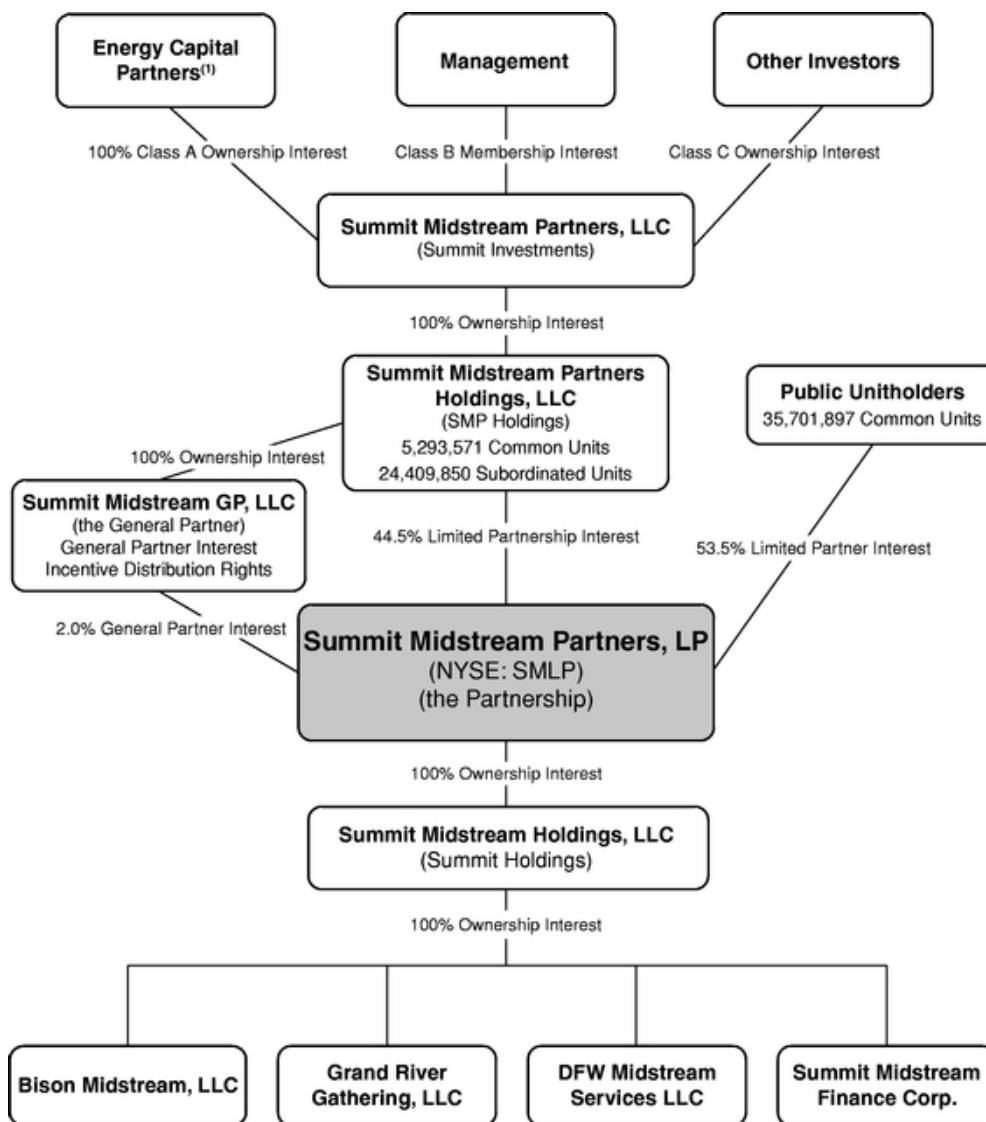 Energy Capital
Partners(1)
Management
Other Investors
100% Class A Ownership Interest
Class B Membership Interest
Class C Ownership Interest
Summit Midstream Partners, LLC
(Summit Investments)
100% Ownership Interest
Summit Midstream Partners
Holdings, LLC
(SMP Holdings)
5,293,571 Common Units
24,409,850 Subordinated Units
Public Unitholders
35,701,897 Common Units
100% Ownership Interest
Summit Midstream GP, LLC
(the General Partner)
General Partner Interest
Incentive Distribution Rights
44.5% Limited Partnership Interest
53.5% Limited Partner Interest
2.0% General Partner Interest
Summit Midstream Partners, LP
(NYSE: SMLP)
(the Partnership)
100% Ownership Interest
Summit Midstream Holdings, LLC
(Summit Holdings)
100% Ownership Interest
Bison Midstream, LLC
Grand River
Gathering, LLC
DFW Midstream
Services LLC
Summit Midstream
Finance Corp.